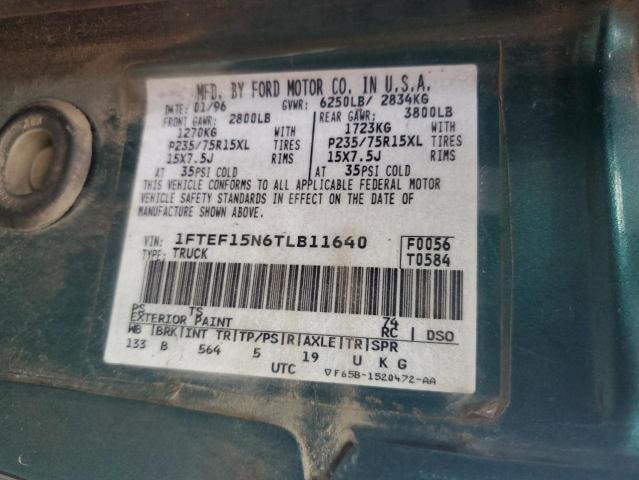 MFD. BY FORD MOTOR CO. IN U.S.A.
DATE: 01/96 GVWR: 6250LB/ 2834KG
FRONT GAWR: 2800LB REAR GAWR: 3800LB
1270KG WITH 1723KG WITH
P235/75R15XL TIRES P235/75R15XL TIRES
15X7.5J RIMS 15X7.5J RIMS
AT 35PSI COLD AT 35PSI COLD
THIS VEHICLE CONFORMS TO ALL APPLICABLE FEDERAL MOTOR
VEHICLE SAFETY STANDARDS IN EFFECT ON THE DATE OF
MANUFACTURE SHOWN ABOVE.
VIN: 1FTEF15N6TLB11640 F0056
TYPE: TRUCK T0584
PS TS 74
EXTERIOR PAINT RC DSO
WB BRK INT TR TP/PS R AXLE TR SPR
133 B 564 5 19 U K G
UTC F65B-1520472-AA